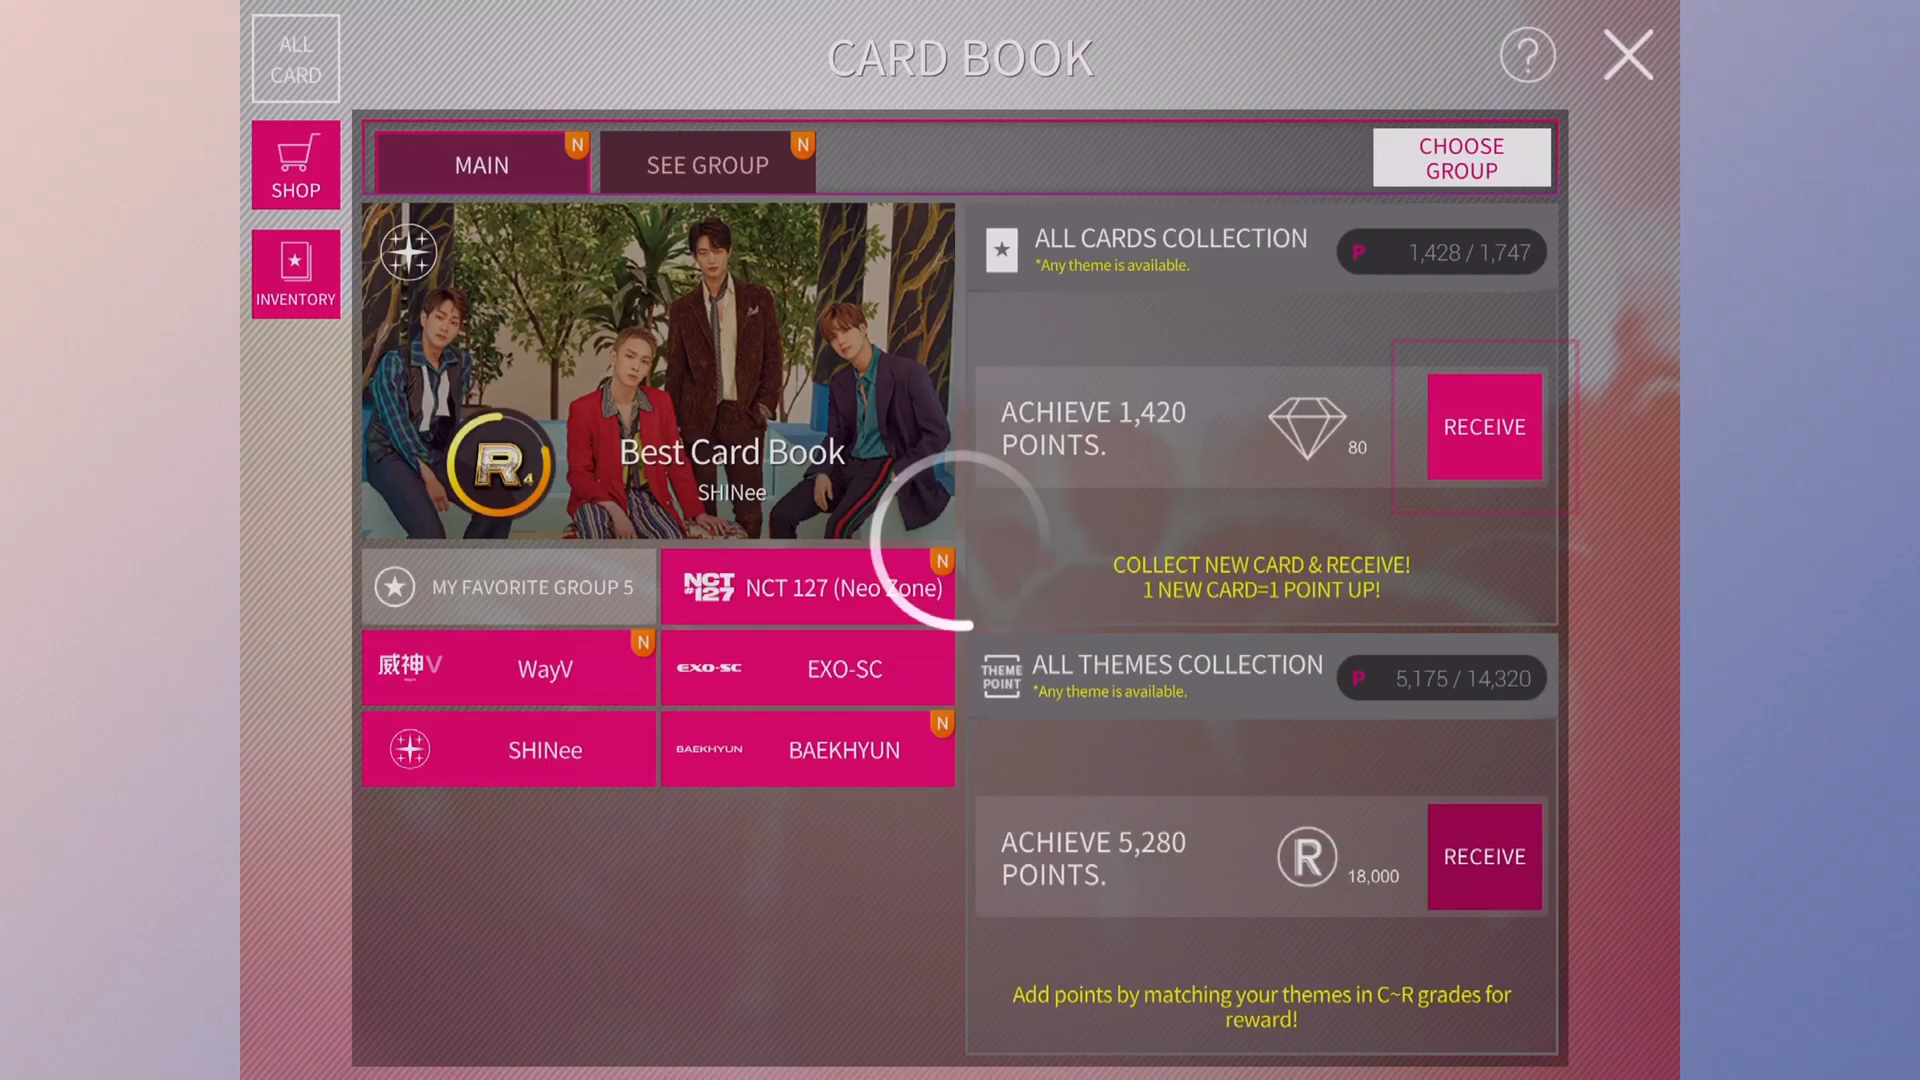 ALL
CARD
CARD BOOK
?
SHOP
INVENTORY
MAIN
N
SEE GROUP
N
CHOOSE
GROUP
R4
Best Card Book
SHINee
MY FAVORITE GROUP 5
NCT
#127
NCT 127 (Neo Zone)
N
威神V
WayV
WayV
N
EXO-SC
EXO-SC
SHINee
BAEKHYUN
BAEKHYUN
N
ALL CARDS COLLECTION
*Any theme is available.
P 1,428 / 1,747
ACHIEVE 1,420
POINTS.
80
RECEIVE
COLLECT NEW CARD & RECEIVE!
1 NEW CARD=1 POINT UP!
THEME
POINT
ALL THEMES COLLECTION
*Any theme is available.
P 5,175 / 14,320
ACHIEVE 5,280
POINTS.
R
18,000
RECEIVE
Add points by matching your themes in C~R grades for
reward!